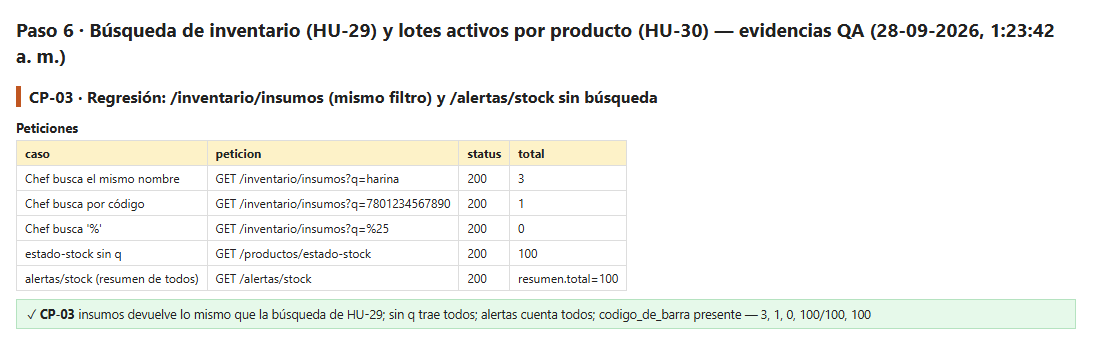 Paso 6 · Búsqueda de inventario (HU-29) y lotes activos por producto (HU-30) — evidencias QA (28-09-2026, 1:23:42
a. m.)
CP-03 · Regresión: /inventario/insumos (mismo filtro) y /alertas/stock sin búsqueda
Peticiones
caso peticion status total
Chef busca el mismo nombre GET /inventario/insumos?q=harina 200 3
Chef busca por código GET /inventario/insumos?q=7801234567890 200 1
Chef busca '%' GET /inventario/insumos?q=%25 200 0
estado-stock sin q GET /productos/estado-stock 200 100
alertas/stock (resumen de todos) GET /alertas/stock 200 resumen.total=100
✓ CP-03 insumos devuelve lo mismo que la búsqueda de HU-29; sin q trae todos; alertas cuenta todos; codigo_de_barra presente — 3, 1, 0, 100/100, 100